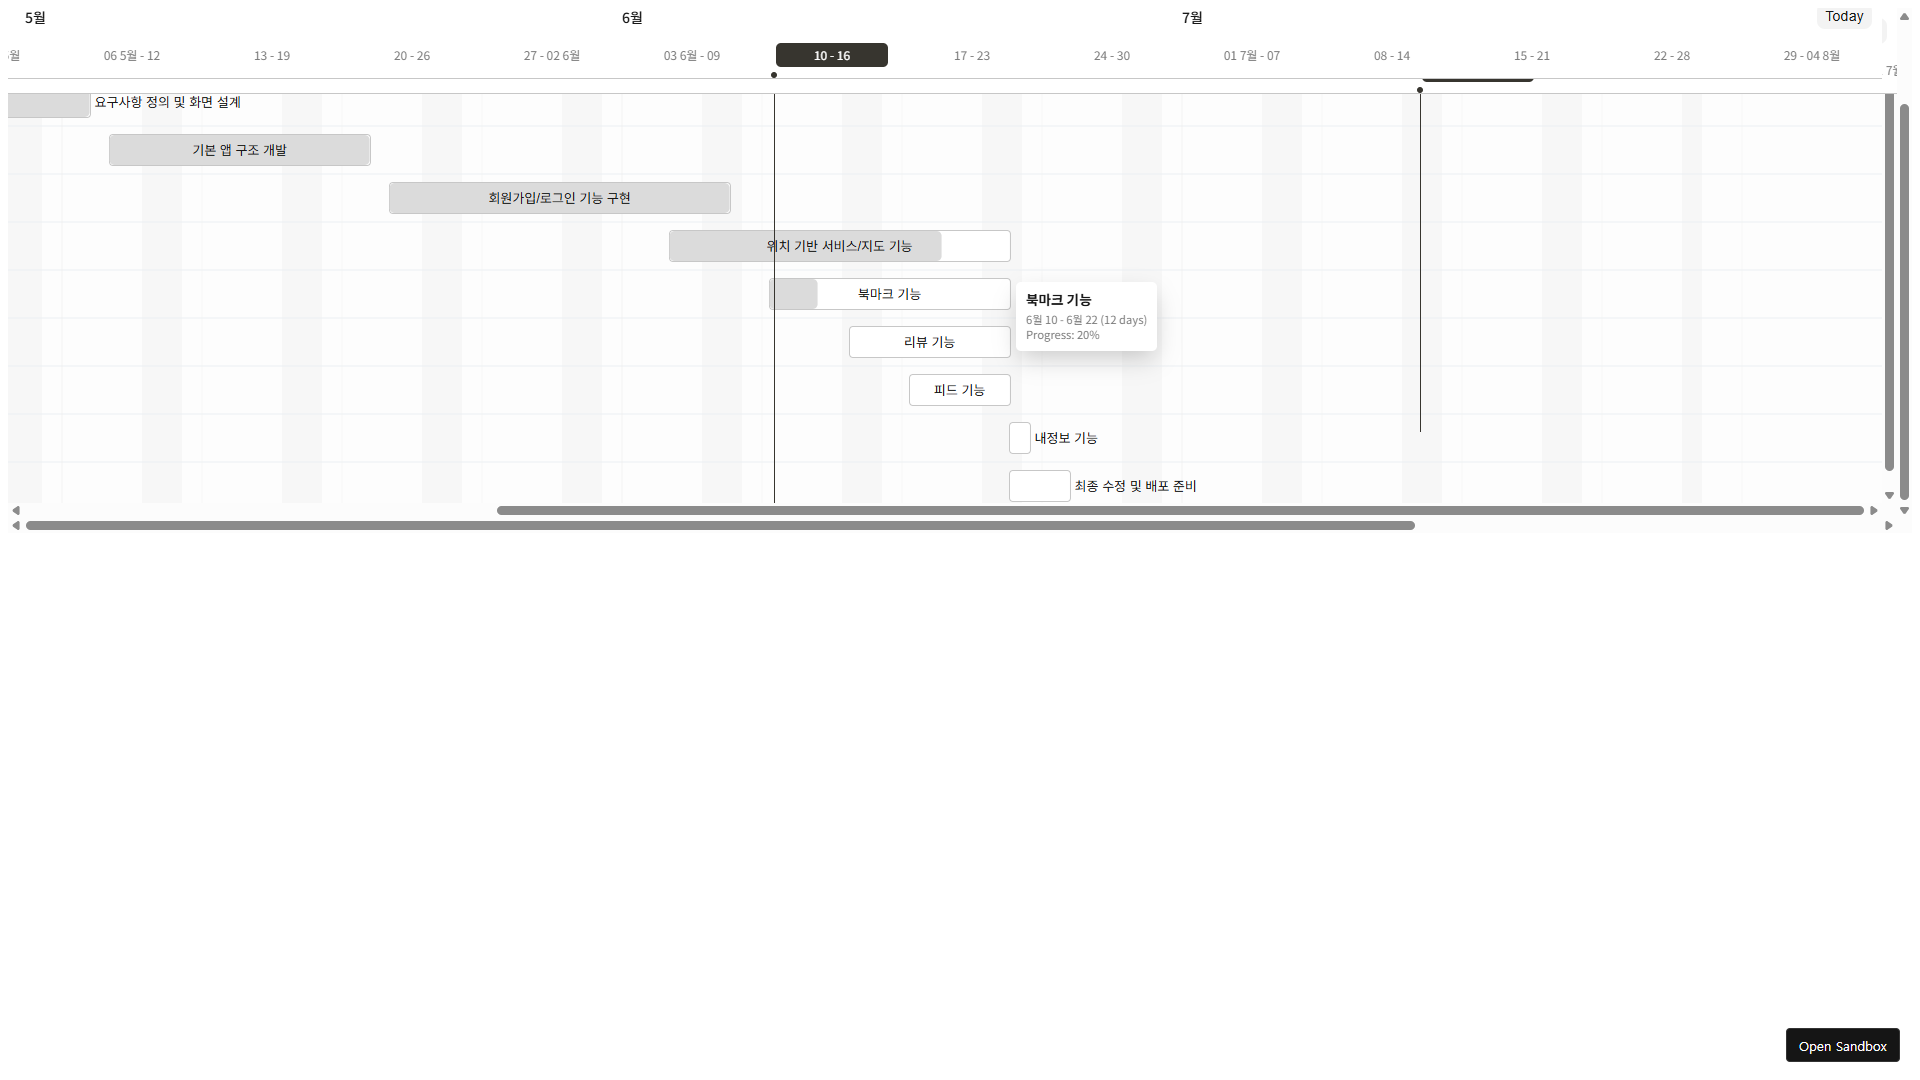 5월
6월
7월
Today
월
06 5월 - 12
13 - 19
20 - 26
27 - 02 6월
03 6월 - 09
10 - 16
17 - 23
24 - 30
01 7월 - 07
08 - 14
15 - 21
22 - 28
29 - 04 8월
7월
요구사항 정의 및 화면 설계
기본 앱 구조 개발
회원가입/로그인 기능 구현
위치 기반 서비스/지도 기능
북마크 기능
북마크 기능
6월 10 - 6월 22 (12 days)
Progress: 20%
리뷰 기능
피드 기능
내정보 기능
최종 수정 및 배포 준비
Open Sandbox